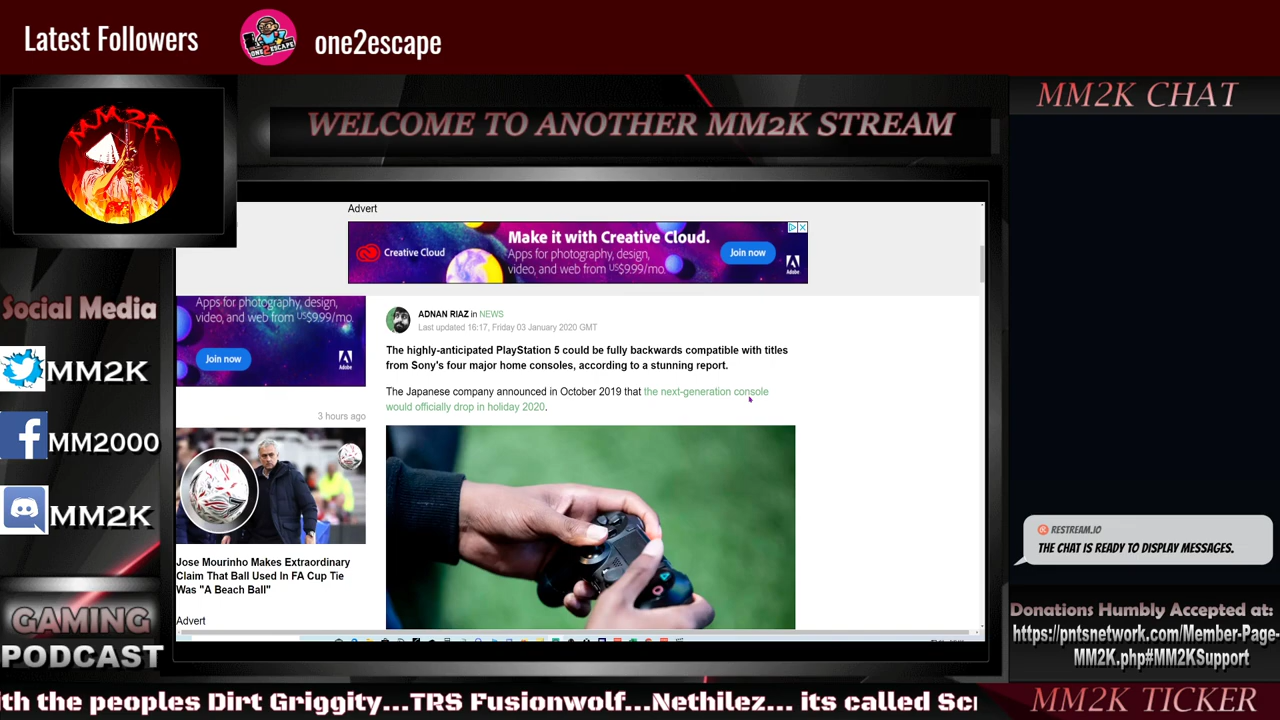 Latest Followers
one2escape
ONE2ESCAPE
MM2K
WELCOME TO ANOTHER MM2K STREAM
MM2K CHAT
Advert
Creative Cloud
Make it with Creative Cloud.
Apps for photography, design,
video, and web from US$9.99/mo.
Join now
Adobe
Apps for photography, design,
video, and web from US$9.99/mo.
Join now
Adobe
ADNAN RIAZ in NEWS
Last updated 16:17, Friday 03 January 2020 GMT
The highly-anticipated PlayStation 5 could be fully backwards compatible with titles
from Sony's four major home consoles, according to a stunning report.
The Japanese company announced in October 2019 that the next-generation console
would officially drop in holiday 2020.
3 hours ago
Jose Mourinho Makes Extraordinary
Claim That Ball Used In FA Cup Tie
Was "A Beach Ball"
Advert
Social Media
MM2K
MM2000
MM2K
GAMING
PODCAST
RESTREAM.IO
THE CHAT IS READY TO DISPLAY MESSAGES.
Donations Humbly Accepted at:
https://pntsnetwork.com/Member-Page-
MM2K.php#MM2KSupport
ith the peoples Dirt Griggity...TRS Fusionwolf...Nethilez... its called Scr
MM2K TICKER